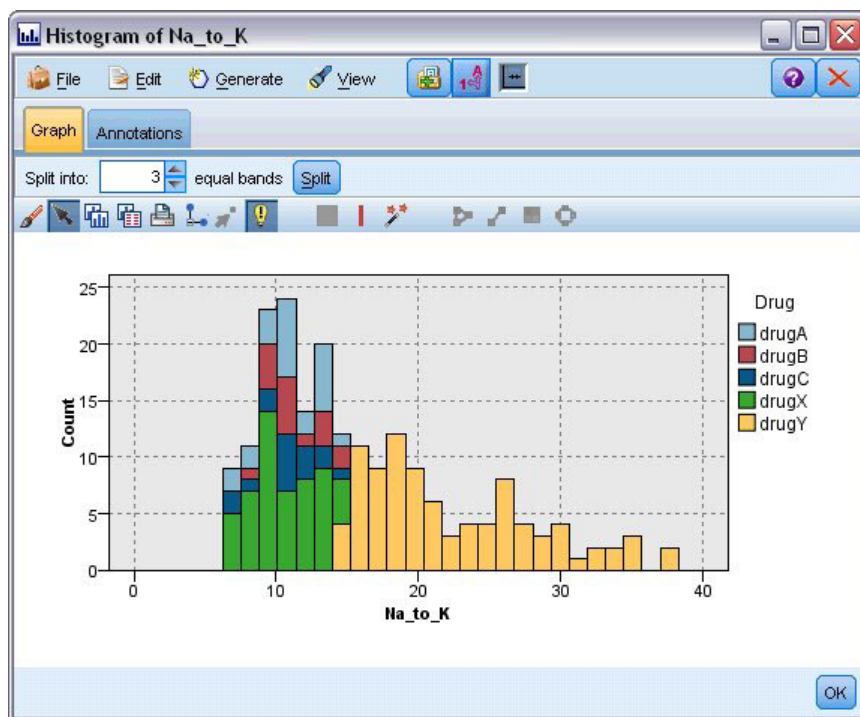 Histogram of Na_to_K
File Edit Generate View
Graph Annotations
Split into: 3 equal bands Split
25
20
15
10
5
0
Count
0 10 20 30 40
Na_to_K
Drug
drugA
drugB
drugC
drugX
drugY
OK